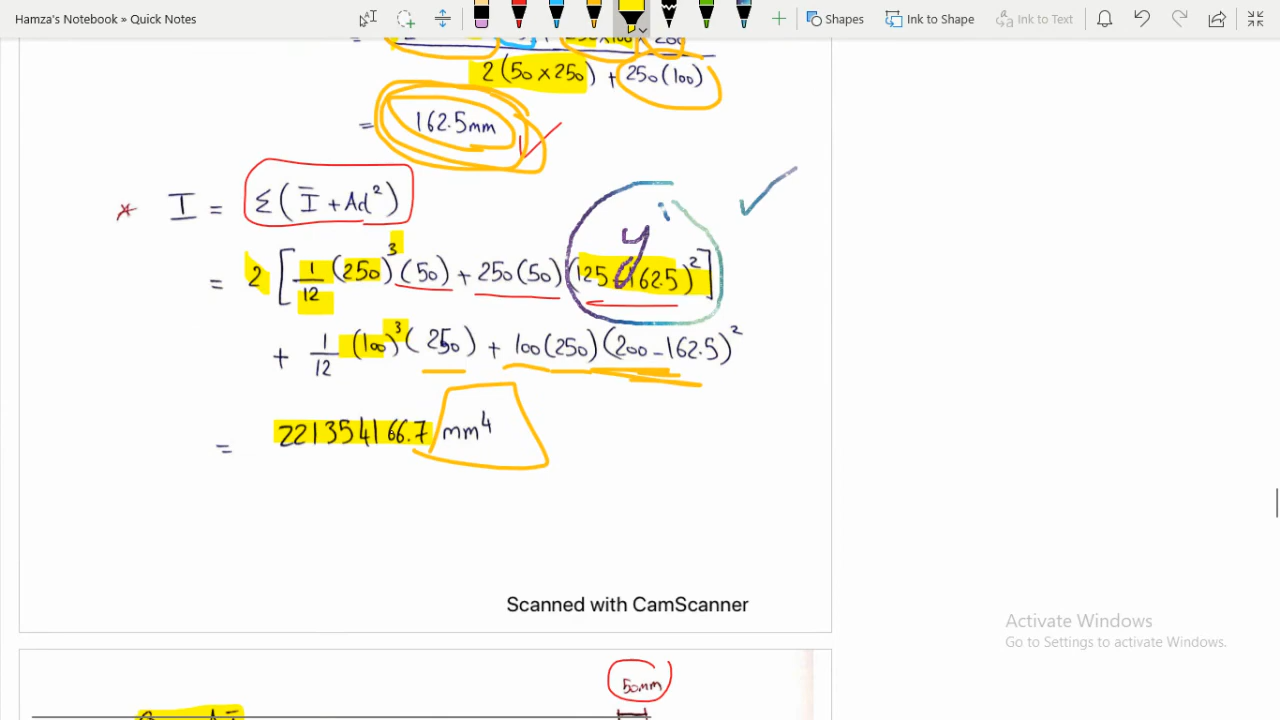 Hamza's Notebook » Quick Notes
Shapes
Ink to Shape
Ink to Text
2(50×250) + 250(100)
= 162.5mm
* I = Σ(Ī + Ad²)
= 2[1/12 (250)³(50) + 250(50)(125-162.5)²]
y
+ 1/12 (100)³(250) + 100(250)(200-162.5)²
= 221354166.7 mm⁴
Scanned with CamScanner
Activate Windows
Go to Settings to activate Windows.
50mm